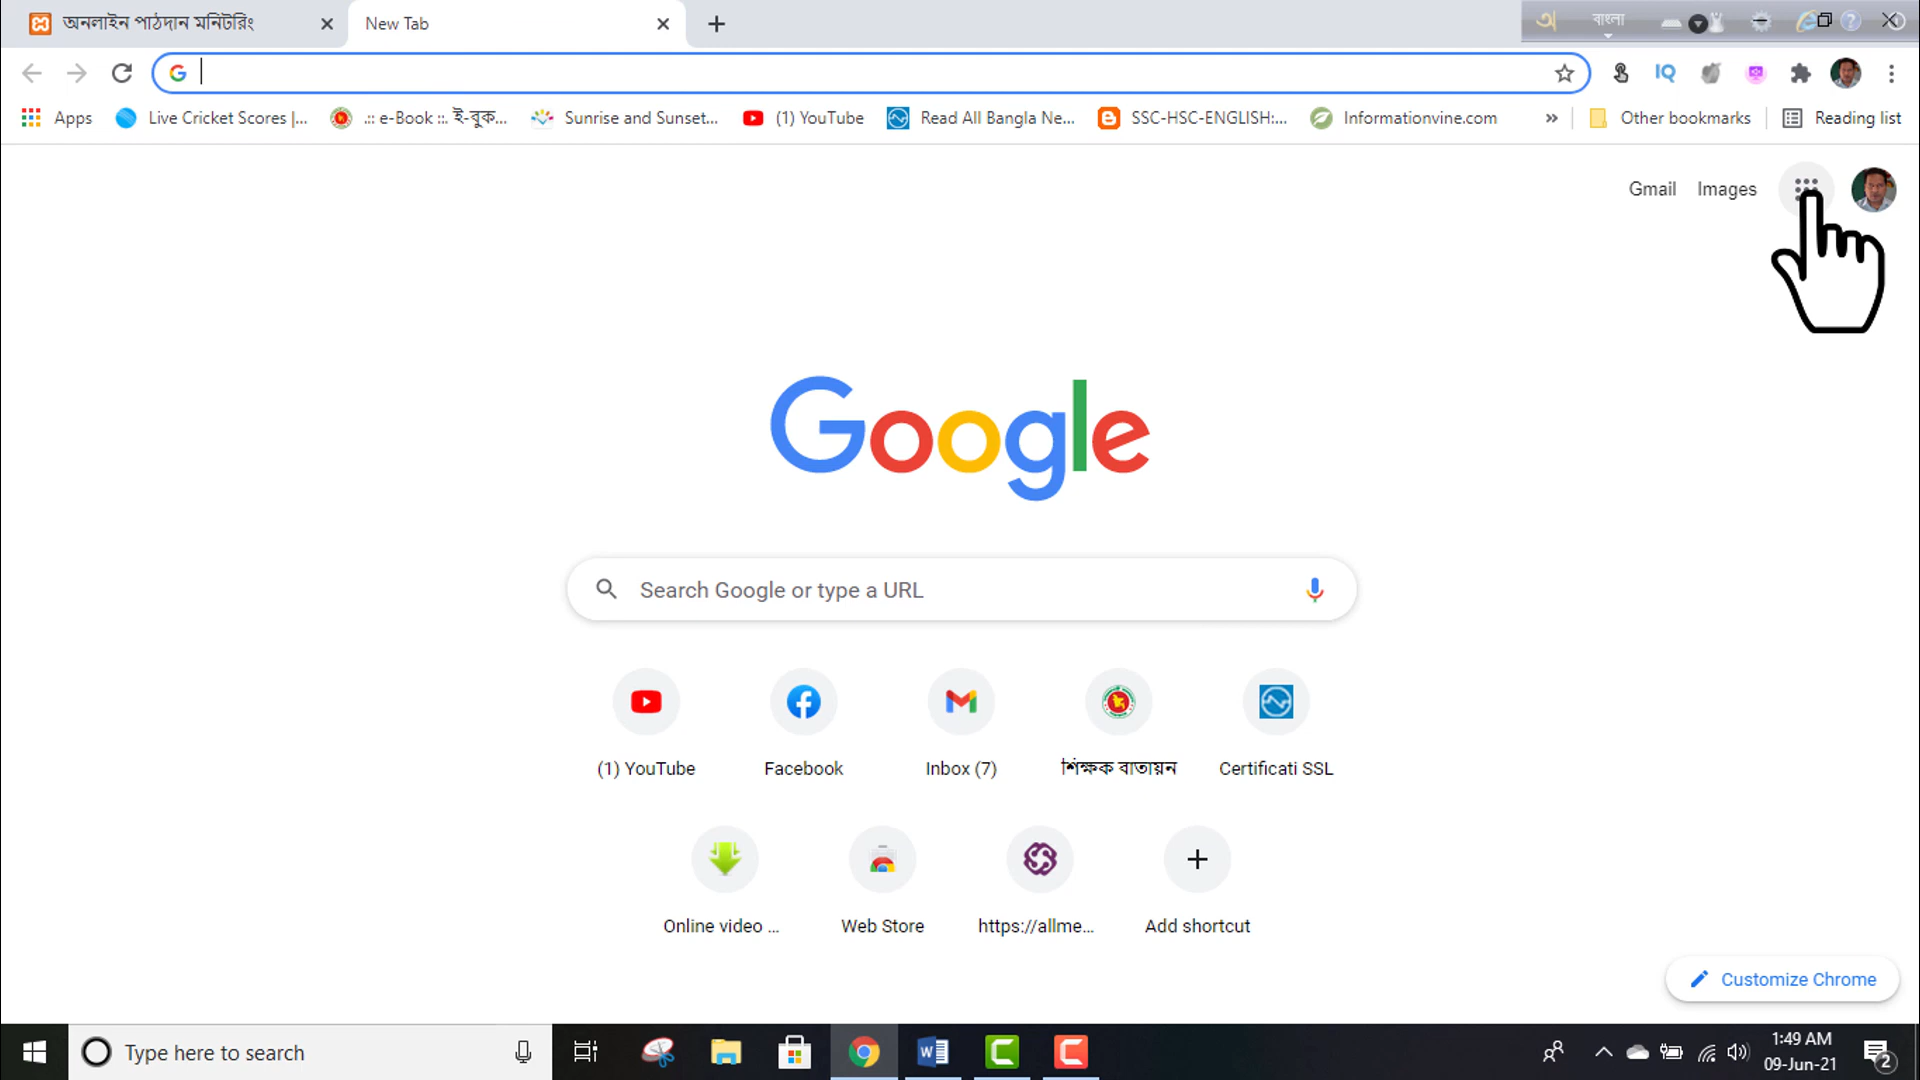 অনলাইন পাঠদান মনিটরিং
New Tab
বাংলা
Apps
Live Cricket Scores |...
.:: e-Book ::. ই-বুক...
Sunrise and Sunset...
(1) YouTube
Read All Bangla Ne...
SSC-HSC-ENGLISH:...
Informationvine.com
Other bookmarks
Reading list
Gmail
Images
Google
Search Google or type a URL
(1) YouTube
Facebook
Inbox (7)
শিক্ষক বাতায়ন
Certificati SSL
Online video ...
Web Store
https://allme...
Add shortcut
Customize Chrome
Type here to search
1:49 AM
09-Jun-21
2